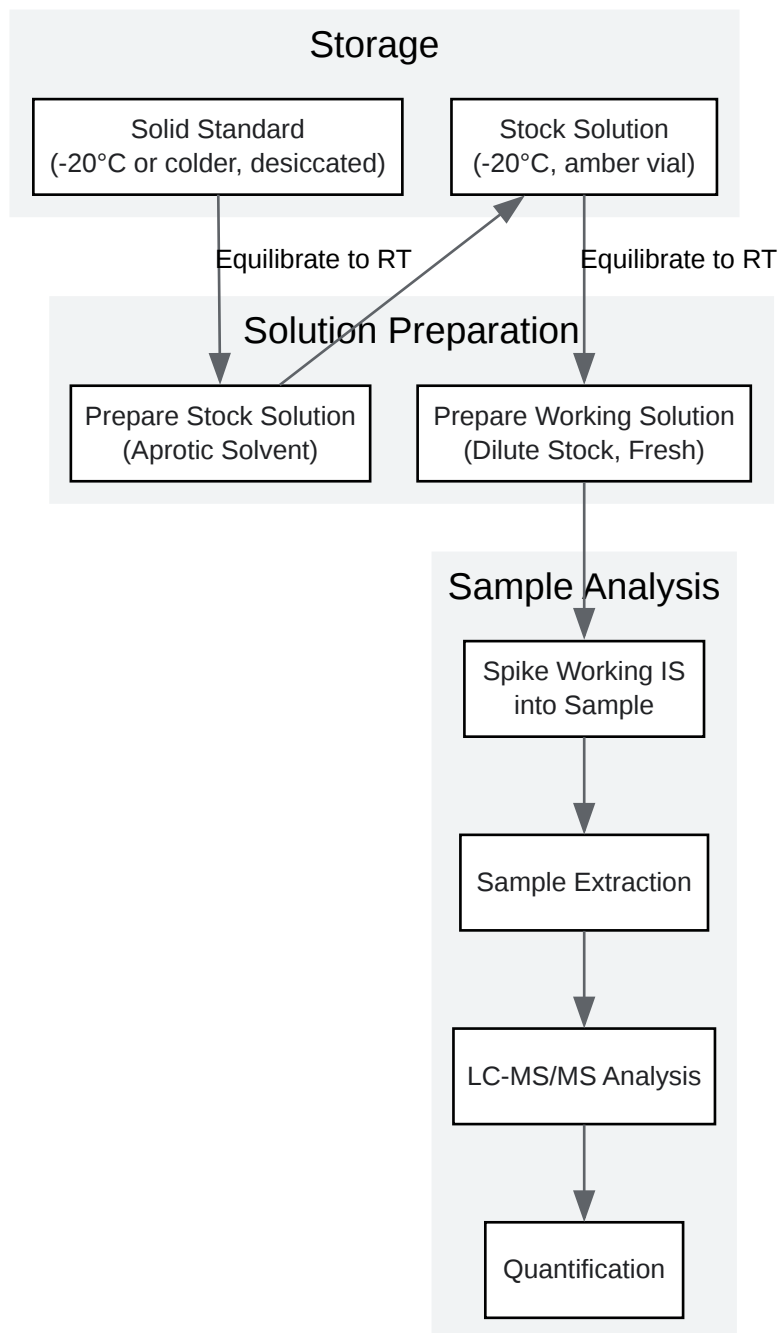 Storage
Solid Standard
(-20°C or colder, desiccated)
Stock Solution
(-20°C, amber vial)
Equilibrate to RT
Equilibrate to RT
Solution Preparation
Prepare Stock Solution
(Aprotic Solvent)
Prepare Working Solution
(Dilute Stock, Fresh)
Sample Analysis
Spike Working IS
into Sample
Sample Extraction
LC-MS/MS Analysis
Quantification